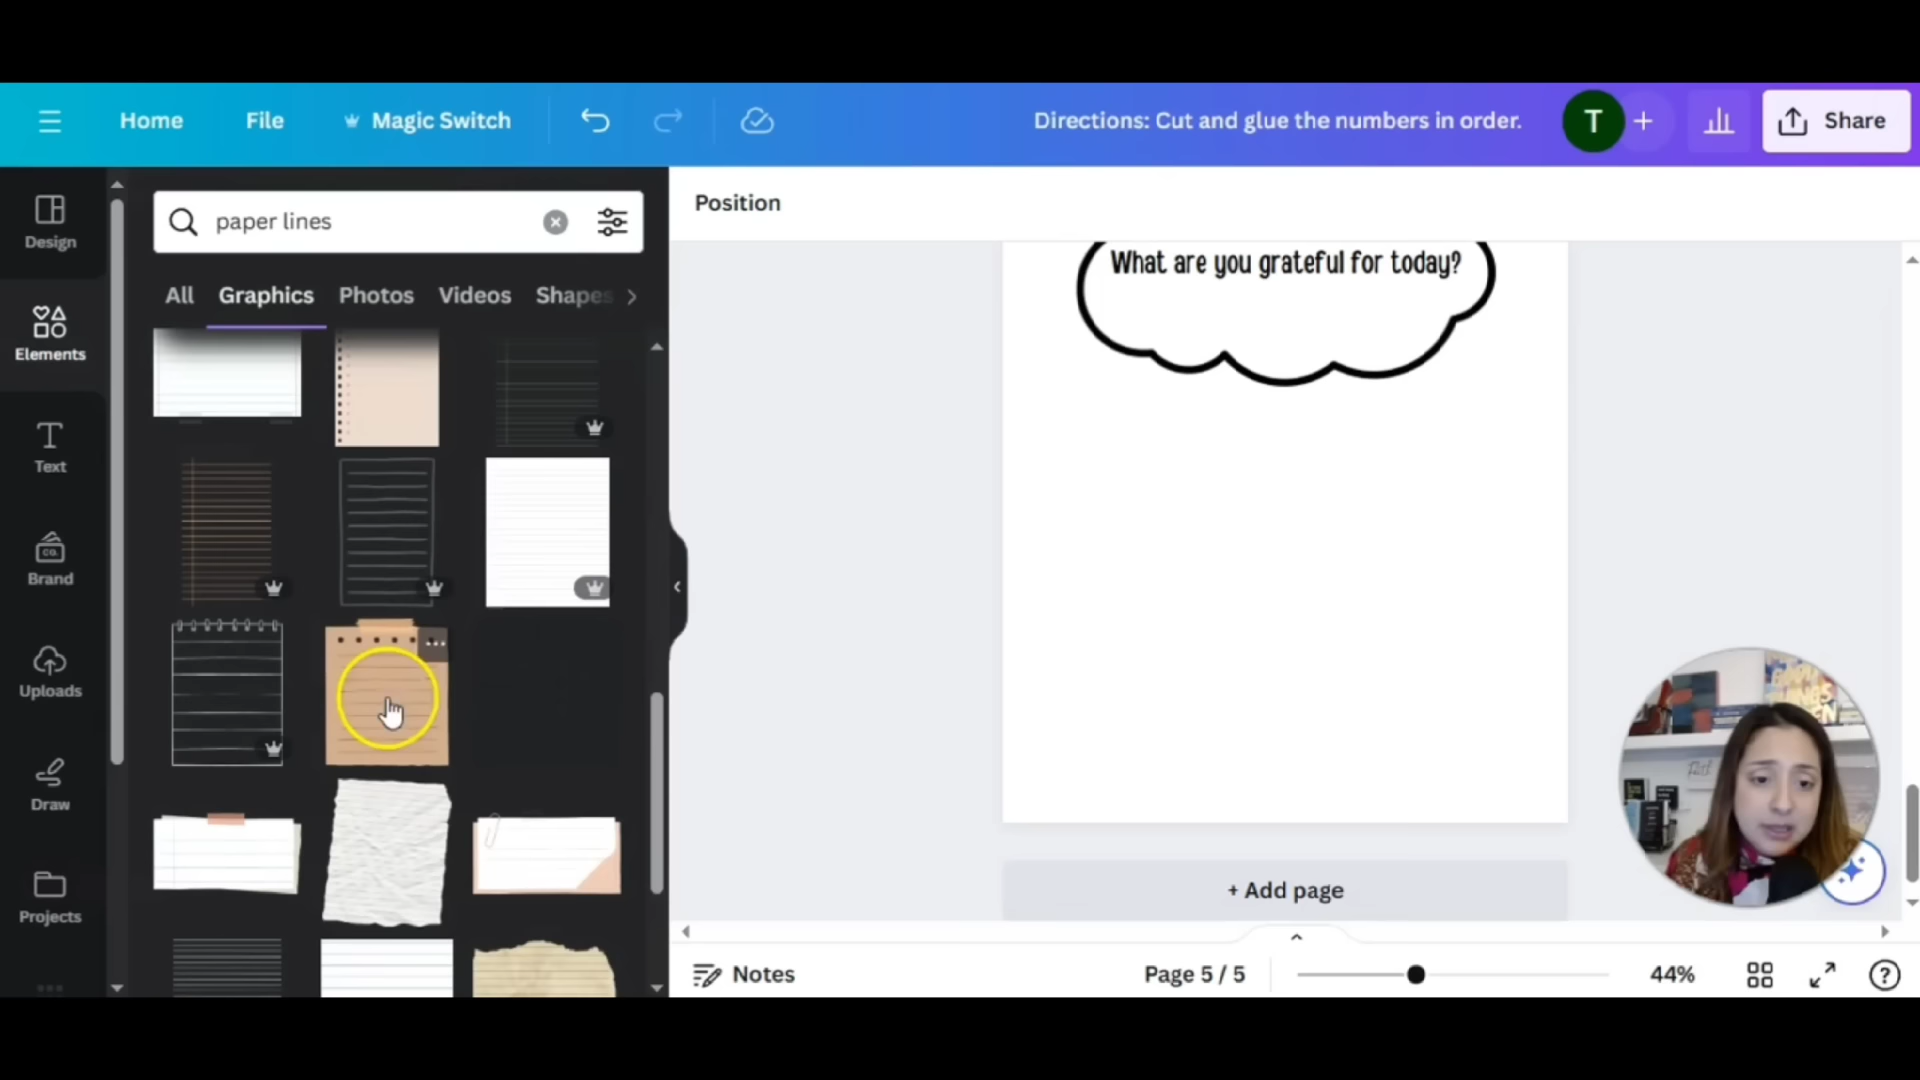 Home File Magic Switch Directions: Cut and glue the numbers in order. T + Share
Design
Elements
Text
Brand
CO.
Uploads
Draw
Projects
paper lines
All Graphics Photos Videos Shapes
Position
What are you grateful for today?
+ Add page
Notes Page 5 / 5 44%